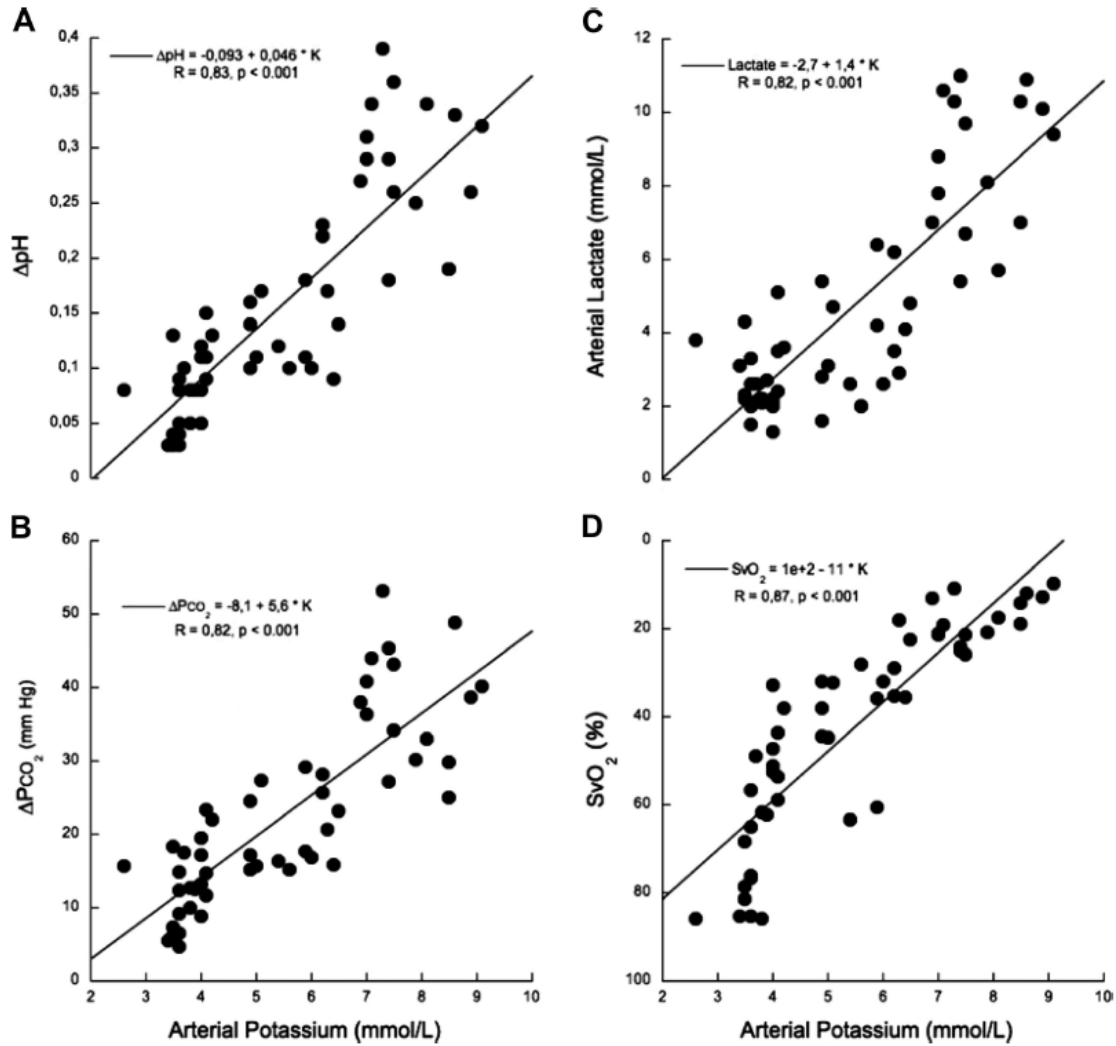 A
0,4
0,35
0,3
0,25
0,2
0,15
0,1
0,05
0
ΔpH
ΔpH = -0,093 + 0,046 * K
R = 0,83, p < 0.001
C
12
10
8
6
4
2
0
Arterial Lactate (mmol/L)
Lactate = -2,7 + 1,4 * K
R = 0,82, p < 0.001
B
60
50
40
30
20
10
0
ΔPCO₂ (mm Hg)
ΔPCO₂ = -8,1 + 5,6 * K
R = 0,82, p < 0.001
2 3 4 5 6 7 8 9 10
Arterial Potassium (mmol/L)
D
0
20
40
60
80
100
SvO₂ (%)
SvO₂ = 1e+2 - 11 * K
R = 0,87, p < 0.001
2 3 4 5 6 7 8 9 10
Arterial Potassium (mmol/L)